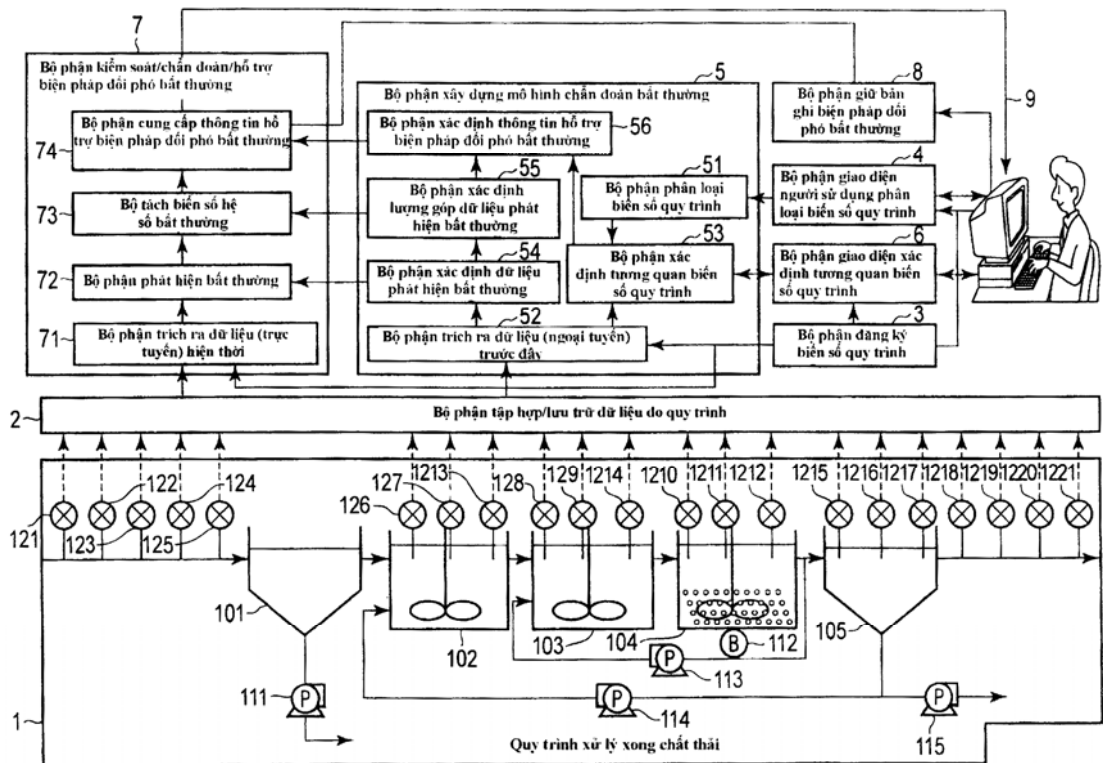 7
Bộ phận kiểm soát/chẩn đoán/hỗ trợ
biện pháp đối phó bất thường
Bộ phận cung cấp thông tin hỗ
trợ biện pháp đối phó bất thường
74
Bộ tách biến số hệ
số bất thường
73
Bộ phận phát hiện bất thường
72
Bộ phận trích ra dữ liệu (trực
tuyến) hiện thời
71
5
Bộ phận xây dựng mô hình chẩn đoán bất thường
Bộ phận xác định thông tin hỗ trợ
biện pháp đối phó bất thường
56
55
Bộ phận xác định
lượng góp dữ liệu phát
hiện bất thường
51
Bộ phận phân loại
biến số quy trình
54
Bộ phận xác định dữ liệu
phát hiện bất thường
53
Bộ phận xác
định tương quan biến
số quy trình
52
Bộ phận trích ra dữ liệu (ngoại tuyến)
trước đây
8
Bộ phận giữ bản
ghi biện pháp đối
phó bất thường
9
4
Bộ phận giao diện
người sử dụng phân
loại biến số quy trình
6
Bộ phận giao diện xác
định tương quan biến
số quy trình
3
Bộ phận đăng ký
biến số quy trình
2
Bộ phận tập hợp/lưu trữ dữ liệu do quy trình
121
122
123
124
125
126
127
1213
128
129
1214
1210
1211
1212
1215
1216
1217
1218
1219
1220
1221
101
102
103
104
105
B
112
P
113
111
P
P
114
P
115
1
Quy trình xử lý xong chất thải